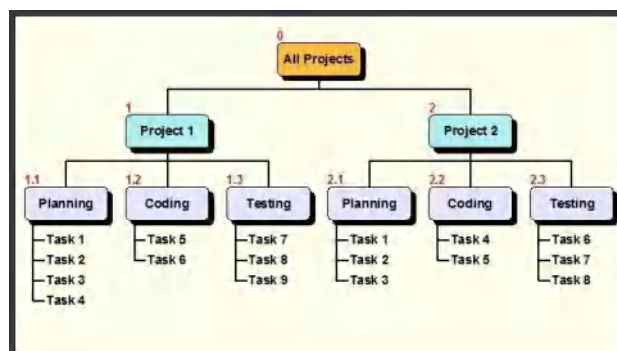 0
All Projects
1
Project 1
2
Project 2
1.1
Planning
1.2
Coding
1.3
Testing
2.1
Planning
2.2
Coding
2.3
Testing
Task 1
Task 2
Task 3
Task 4
Task 5
Task 6
Task 7
Task 8
Task 9
Task 1
Task 2
Task 3
Task 4
Task 5
Task 6
Task 7
Task 8